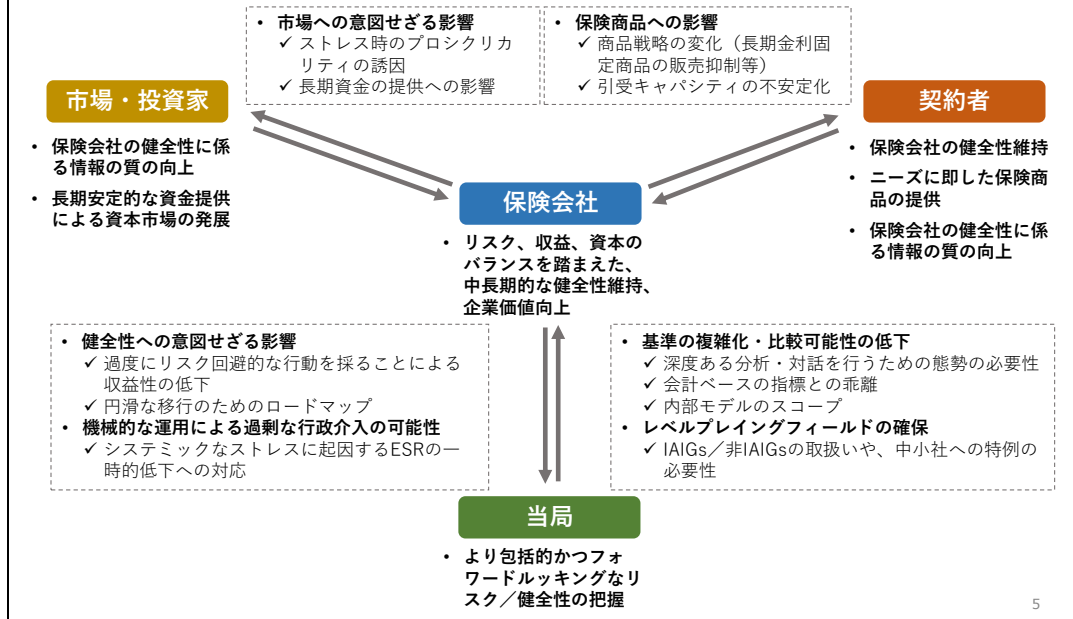 • 市場への意図せざる影響
✓ ストレス時のプロシクリカ
リティの誘因
✓ 長期資金の提供への影響
• 保険商品への影響
✓ 商品戦略の変化（長期金利固
定商品の販売抑制等）
✓ 引受キャパシティの不安定化
市場・投資家
• 保険会社の健全性に係
る情報の質の向上
• 長期安定的な資金提供
による資本市場の発展
契約者
• 保険会社の健全性維持
• ニーズに即した保険商
品の提供
• 保険会社の健全性に係
る情報の質の向上
保険会社
• リスク、収益、資本の
バランスを踏まえた、
中長期的な健全性維持、
企業価値向上
• 健全性への意図せざる影響
✓ 過度にリスク回避的な行動を採ることによる
収益性の低下
✓ 円滑な移行のためのロードマップ
• 機械的な運用による過剰な行政介入の可能性
✓ システミックなストレスに起因するESRの一
時的低下への対応
• 基準の複雑化・比較可能性の低下
✓ 深度ある分析・対話を行うための態勢の必要性
✓ 会計ベースの指標との乖離
✓ 内部モデルのスコープ
• レベルプレイングフィールドの確保
✓ IAIGs／非IAIGsの取扱いや、中小社への特例の
必要性
当局
• より包括的かつフォ
ワードルッキングなリ
スク／健全性の把握
5